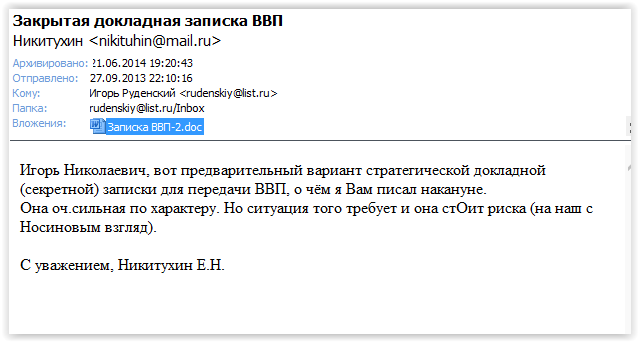 Закрытая докладная записка ВВП
Никитухин <nikituhin@mail.ru>
Архивировано: 21.06.2014 19:20:43
Отправлено: 27.09.2013 22:10:16
Кому: Игорь Руденский <rudenskiy@list.ru>
Папка: rudenskiy@list.ru/Inbox
Вложения: Записка ВВП-2.doc
Игорь Николаевич, вот предварительный вариант стратегической докладной
(секретной) записки для передачи ВВП, о чём я Вам писал накануне.
Она оч.сильная по характеру. Но ситуация того требует и она стОит риска (на наш с
Носиновым взгляд).
С уважением, Никитухин Е.Н.